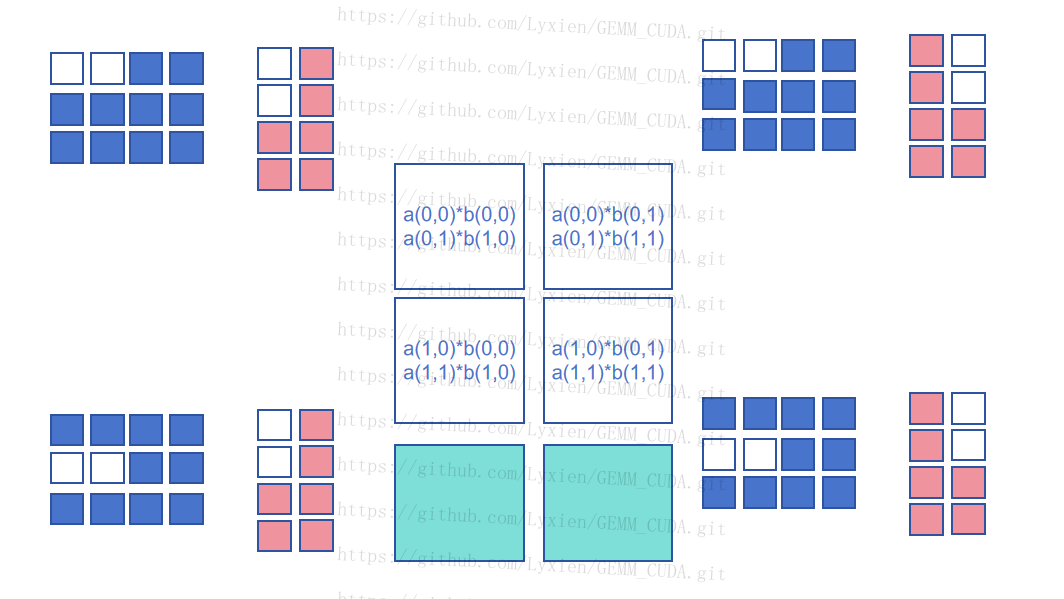 https://github.com/Lyxien/GEMM_CUDA.git
https://github.com/Lyxien/GEMM_CUDA.git
https://github.com/Lyxien/GEMM_CUDA.git
https://github.com/Lyxien/GEMM_CUDA.git
a(0,0)*b(0,0)
a(0,1)*b(1,0)
a(0,0)*b(0,1)
a(0,1)*b(1,1)
https://github.com/Lyxien/GEMM_CUDA.git
https://github.com/Lyxien/GEMM_CUDA.git
https://github.com/Lyxien/GEMM_CUDA.git
https://github.com/Lyxien/GEMM_CUDA.git
a(1,0)*b(0,0)
a(1,1)*b(1,0)
a(1,0)*b(0,1)
a(1,1)*b(1,1)
https://github.com/Lyxien/GEMM_CUDA.git
https://github.com/Lyxien/GEMM_CUDA.git
https://github.com/Lyxien/GEMM_CUDA.git
https://github.com/Lyxien/GEMM_CUDA.git
https://github.com/Lyxien/GEMM_CUDA.git